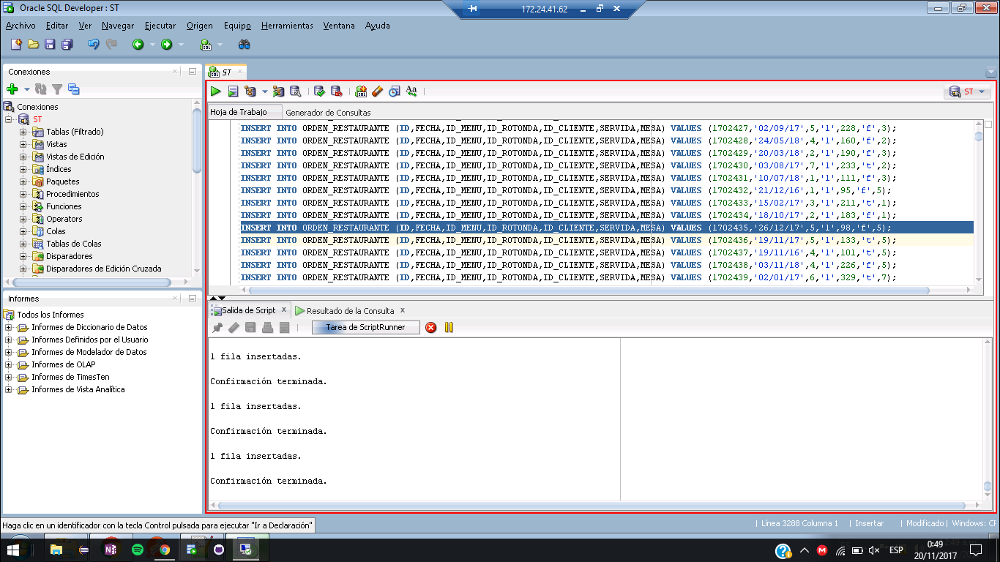 Oracle SQL Developer : ST
172.24.41.62
Archivo Editar Ver Navegar Ejecutar Origen Equipo Herramientas Ventana Ayuda
Conexiones
ST
Conexiones
ST
Tablas (Filtrado)
Vistas
Vistas de Edición
Índices
Paquetes
Procedimientos
Funciones
Operators
Colas
Tablas de Colas
Disparadores
Disparadores de Edición Cruzada
Informes
Todos los Informes
Informes de Diccionario de Datos
Informes Definidos por el Usuario
Informes de Modelador de Datos
Informes de OLAP
Informes de TimesTen
Informes de Vista Analítica
ST
Hoja de Trabajo Generador de Consultas
INSERT INTO ORDEN_RESTAURANTE (ID,FECHA,ID_MENU,ID_ROTONDA,ID_CLIENTE,SERVIDA,MESA) VALUES (1702427,'02/09/17',5,'1',228,'f',3);
INSERT INTO ORDEN_RESTAURANTE (ID,FECHA,ID_MENU,ID_ROTONDA,ID_CLIENTE,SERVIDA,MESA) VALUES (1702428,'24/05/18',4,'1',160,'f',2);
INSERT INTO ORDEN_RESTAURANTE (ID,FECHA,ID_MENU,ID_ROTONDA,ID_CLIENTE,SERVIDA,MESA) VALUES (1702429,'20/03/18',2,'1',190,'f',3);
INSERT INTO ORDEN_RESTAURANTE (ID,FECHA,ID_MENU,ID_ROTONDA,ID_CLIENTE,SERVIDA,MESA) VALUES (1702430,'03/08/17',7,'1',233,'t',2);
INSERT INTO ORDEN_RESTAURANTE (ID,FECHA,ID_MENU,ID_ROTONDA,ID_CLIENTE,SERVIDA,MESA) VALUES (1702431,'10/07/18',1,'1',111,'f',3);
INSERT INTO ORDEN_RESTAURANTE (ID,FECHA,ID_MENU,ID_ROTONDA,ID_CLIENTE,SERVIDA,MESA) VALUES (1702432,'21/12/16',1,'1',95,'f',5);
INSERT INTO ORDEN_RESTAURANTE (ID,FECHA,ID_MENU,ID_ROTONDA,ID_CLIENTE,SERVIDA,MESA) VALUES (1702433,'15/02/17',3,'1',211,'t',1);
INSERT INTO ORDEN_RESTAURANTE (ID,FECHA,ID_MENU,ID_ROTONDA,ID_CLIENTE,SERVIDA,MESA) VALUES (1702434,'18/10/17',2,'1',183,'f',1);
INSERT INTO ORDEN_RESTAURANTE (ID,FECHA,ID_MENU,ID_ROTONDA,ID_CLIENTE,SERVIDA,MESA) VALUES (1702435,'26/12/17',5,'1',98,'f',5);
INSERT INTO ORDEN_RESTAURANTE (ID,FECHA,ID_MENU,ID_ROTONDA,ID_CLIENTE,SERVIDA,MESA) VALUES (1702436,'19/11/17',5,'1',133,'t',5);
INSERT INTO ORDEN_RESTAURANTE (ID,FECHA,ID_MENU,ID_ROTONDA,ID_CLIENTE,SERVIDA,MESA) VALUES (1702437,'19/11/16',4,'1',101,'t',5);
INSERT INTO ORDEN_RESTAURANTE (ID,FECHA,ID_MENU,ID_ROTONDA,ID_CLIENTE,SERVIDA,MESA) VALUES (1702438,'03/11/18',4,'1',226,'f',5);
INSERT INTO ORDEN_RESTAURANTE (ID,FECHA,ID_MENU,ID_ROTONDA,ID_CLIENTE,SERVIDA,MESA) VALUES (1702439,'02/01/17',6,'1',329,'t',7);
Salida de Script Resultado de la Consulta
Tarea de ScriptRunner
1 fila insertadas.
Confirmación terminada.
1 fila insertadas.
Confirmación terminada.
1 fila insertadas.
Confirmación terminada.
Haga clic en un identificador con la tecla Control pulsada para ejecutar "Ir a Declaración"
Línea 3288 Columna 1 Insertar Modificado Windows: CF
ESP
0:49
20/11/2017